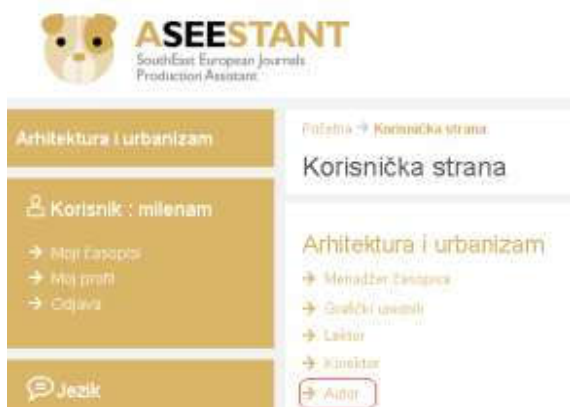 ASEESTANT
SouthEast European Journals
Production Assistant
Arhitektura i urbanizam
Korisnik : milenam
Moji časopisi
Moj profil
Odjava
Jezik
Početna → Korisnička strana
Korisnička strana
Arhitektura i urbanizam
Menadžer časopisa
Grafički urednik
Lektor
Korektor
Autor